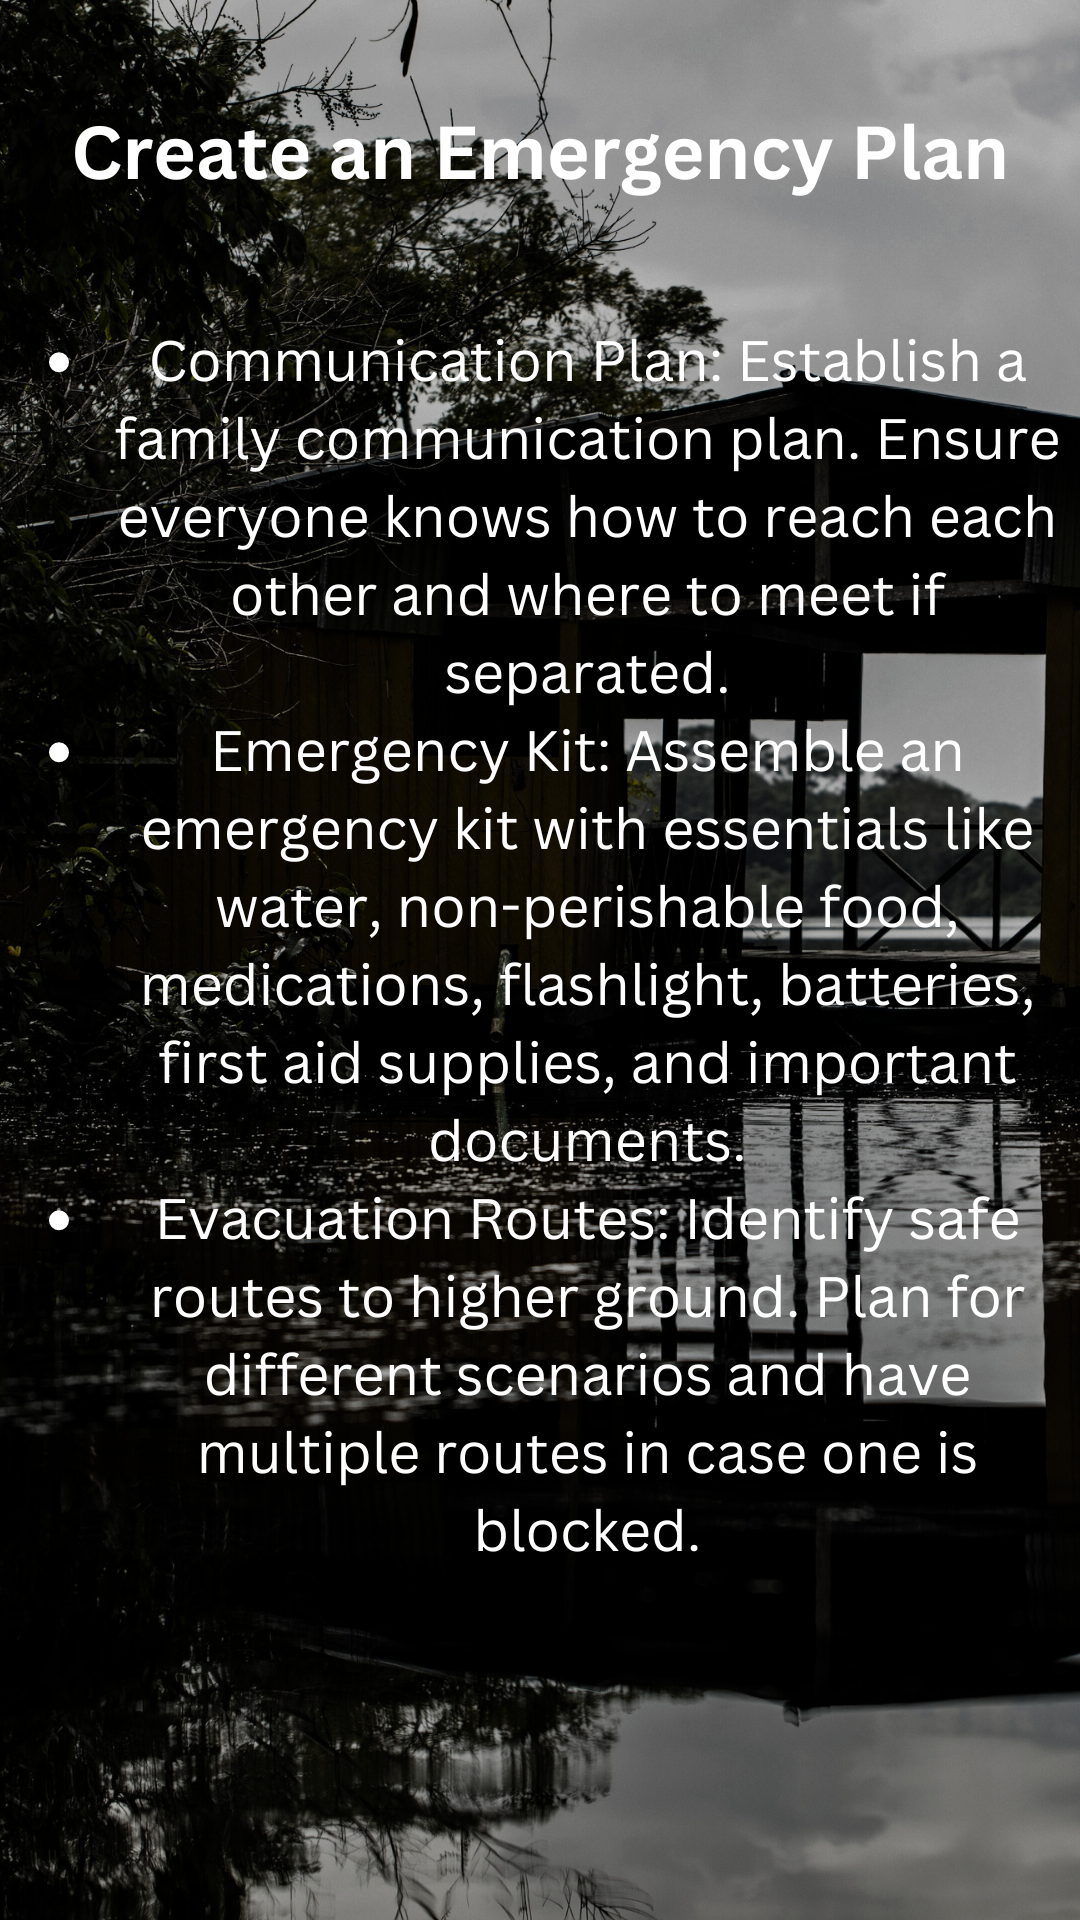 Create an Emergency Plan
• Communication Plan: Establish a
family communication plan. Ensure
everyone knows how to reach each
other and where to meet if
separated.
• Emergency Kit: Assemble an
emergency kit with essentials like
water, non-perishable food,
medications, flashlight, batteries,
first aid supplies, and important
documents.
• Evacuation Routes: Identify safe
routes to higher ground. Plan for
different scenarios and have
multiple routes in case one is
blocked.